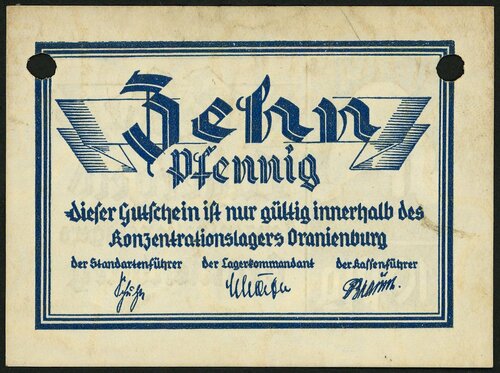 Zehn
Pfennig
Dieser Gutschein ist nur gültig innerhalb des
Konzentrationslagers Oranienburg
der Standartenführer der Lagerkommandant der Kassenführer